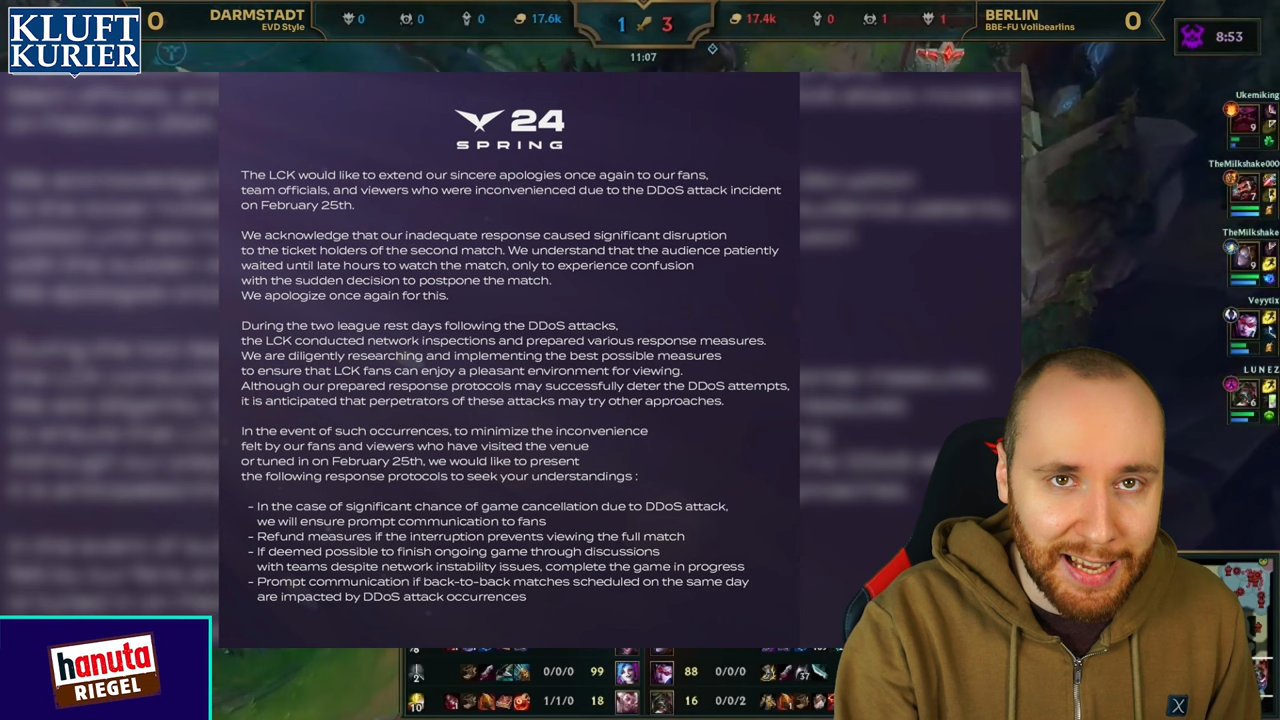 KLUFT
KURIER
0
DARMSTADT
EVD Style
0
0
0
17.6k
1
3
17.4k
0
1
1
BERLIN
BBE-FU Volibearlins
0
8:53
11:07
Ukemiking
9
TheMilkshake000
7
TheMilkshake
9
Veyytix
LUNEZ
6
24
SPRING
The LCK would like to extend our sincere apologies once again to our fans,
team officials, and viewers who were inconvenienced due to the DDoS attack incident
on February 25th.
We acknowledge that our inadequate response caused significant disruption
to the ticket holders of the second match. We understand that the audience patiently
waited until late hours to watch the match, only to experience confusion
with the sudden decision to postpone the match.
We apologize once again for this.
During the two league rest days following the DDoS attacks,
the LCK conducted network inspections and prepared various response measures.
We are diligently researching and implementing the best possible measures
to ensure that LCK fans can enjoy a pleasant environment for viewing.
Although our prepared response protocols may successfully deter the DDoS attempts,
it is anticipated that perpetrators of these attacks may try other approaches.
In the event of such occurrences, to minimize the inconvenience
felt by our fans and viewers who have visited the venue
or tuned in on February 25th, we would like to present
the following response protocols to seek your understandings :
- In the case of significant chance of game cancellation due to DDoS attack,
we will ensure prompt communication to fans
- Refund measures if the interruption prevents viewing the full match
- If deemed possible to finish ongoing game through discussions
with teams despite network instability issues, complete the game in progress
- Prompt communication if back-to-back matches scheduled on the same day
are impacted by DDoS attack occurrences
hanuta
RIEGEL
2
0/0/0
99
88
0/0/0
37
10
1/1/0
18
16
0/0/2